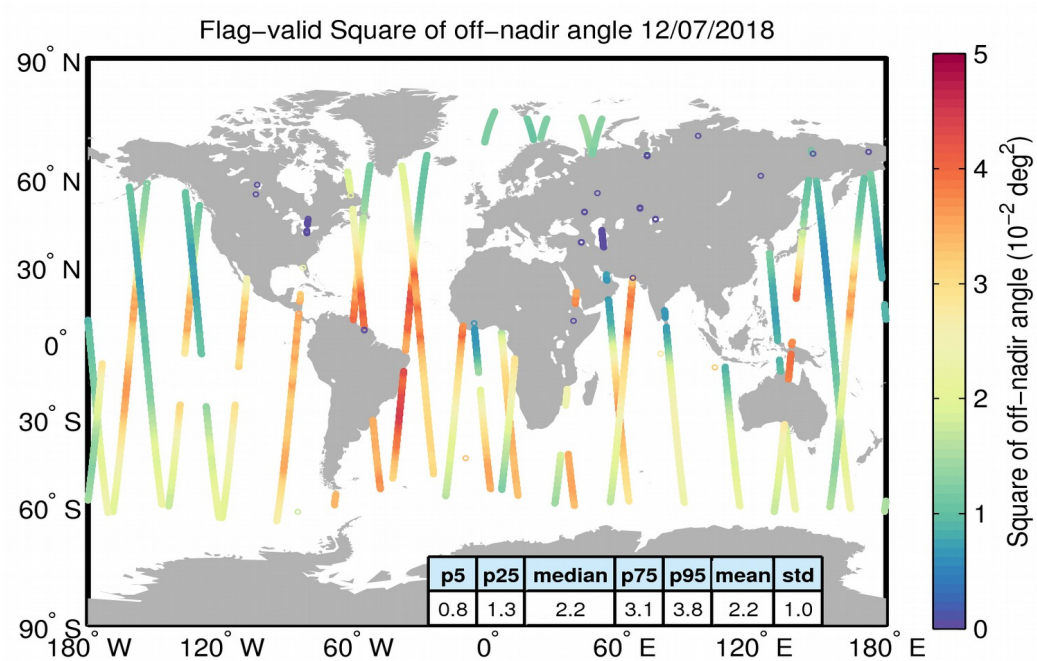 Flag−valid Square of off−nadir angle 12/07/2018
90° N
60° N
30° N
0°
30° S
60° S
90° S
180° W 120° W 60° W 0° 60° E 120° E 180° E
p5 p25 median p75 p95 mean std
0.8 1.3 2.2 3.1 3.8 2.2 1.0
5
4
3
2
1
0
Square of off−nadir angle (10−2 deg2)